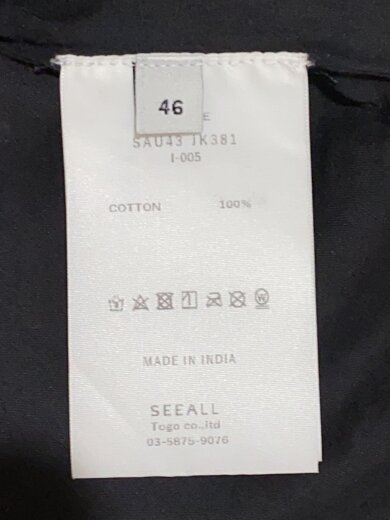 46
E
SAU43 JK381
I-005
COTTON 100%
MADE IN INDIA
SEEALL
Togo co.,ltd
03-5875-9076